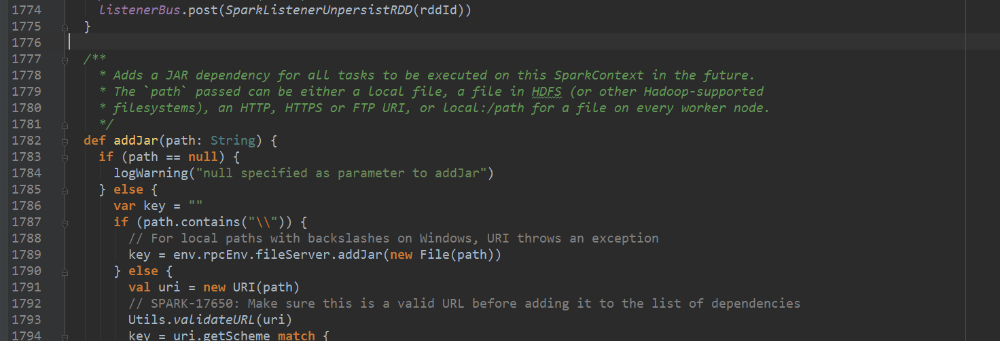 1774 listenerBus.post(SparkListenerUnpersistRDD(rddId))
1775 }
1776
1777 /**
1778 * Adds a JAR dependency for all tasks to be executed on this SparkContext in the future.
1779 * The `path` passed can be either a local file, a file in HDFS (or other Hadoop-supported
1780 * filesystems), an HTTP, HTTPS or FTP URI, or local:/path for a file on every worker node.
1781 */
1782 def addJar(path: String) {
1783 if (path == null) {
1784 logWarning("null specified as parameter to addJar")
1785 } else {
1786 var key = ""
1787 if (path.contains("\\")) {
1788 // For local paths with backslashes on Windows, URI throws an exception
1789 key = env.rpcEnv.fileServer.addJar(new File(path))
1790 } else {
1791 val uri = new URI(path)
1792 // SPARK-17650: Make sure this is a valid URL before adding it to the list of dependencies
1793 Utils.validateURL(uri)
1794 key = uri.getScheme match {